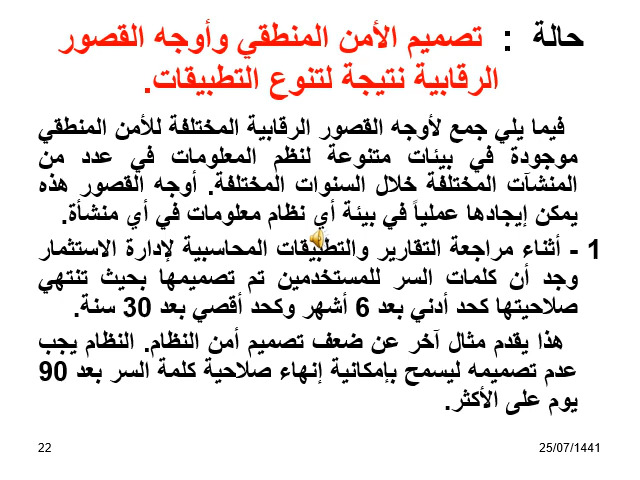 حالة : تصميم الأمن المنطقي وأوجه القصور
الرقابية نتيجة لتنوع التطبيقات.
فيما يلي جمع لأوجه القصور الرقابية المختلفة للأمن المنطقي
موجودة في بيئات متنوعة لنظم المعلومات في عدد من
المنشآت المختلفة خلال السنوات المختلفة. أوجه القصور هذه
يمكن إيجادها عملياً في بيئة أي نظام معلومات في أي منشأة.
1 - أثناء مراجعة التقارير والتطبيقات المحاسبية لإدارة الاستثمار
وجد أن كلمات السر للمستخدمين تم تصميمها بحيث تنتهي
صلاحيتها كحد أدني بعد 6 أشهر وكحد أقصي بعد 30 سنة.
هذا يقدم مثال آخر عن ضعف تصميم أمن النظام. النظام يجب
عدم تصميمه ليسمح بإمكانية إنهاء صلاحية كلمة السر بعد 90
يوم على الأكثر.
25/07/1441
22